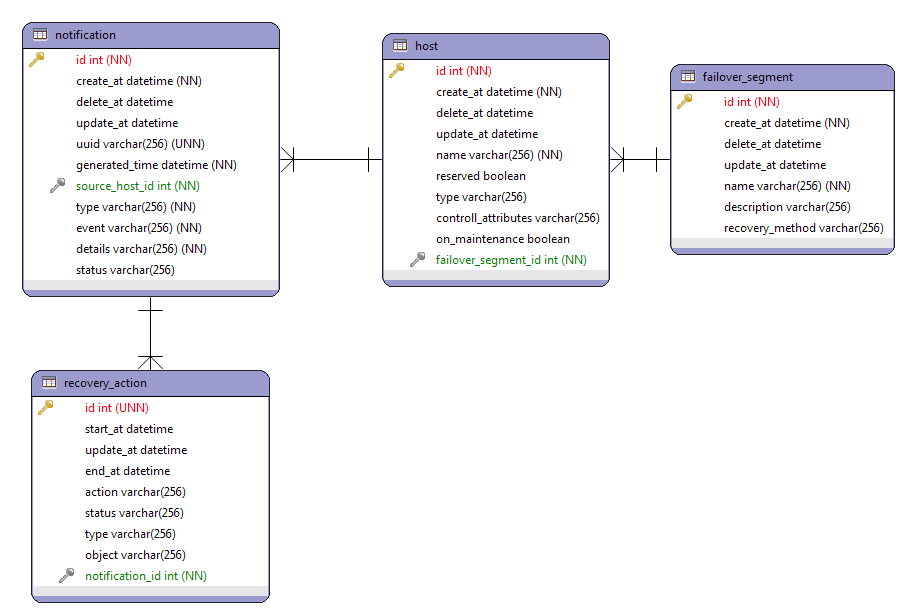 notification
id int (NN)
create_at datetime (NN)
delete_at datetime
update_at datetime
uuid varchar(256) (UNN)
generated_time datetime (NN)
source_host_id int (NN)
type varchar(256) (NN)
event varchar(256) (NN)
details varchar(256) (NN)
status varchar(256)
host
id int (NN)
create_at datetime (NN)
delete_at datetime
update_at datetime
name varchar(256) (NN)
reserved boolean
type varchar(256)
controll_attributes varchar(256)
on_maintenance boolean
failover_segment_id int (NN)
failover_segment
id int (NN)
create_at datetime (NN)
delete_at datetime
update_at datetime
name varchar(256) (NN)
description varchar(256)
recovery_method varchar(256)
recovery_action
id int (UNN)
start_at datetime
update_at datetime
end_at datetime
action varchar(256)
status varchar(256)
type varchar(256)
object varchar(256)
notification_id int (NN)